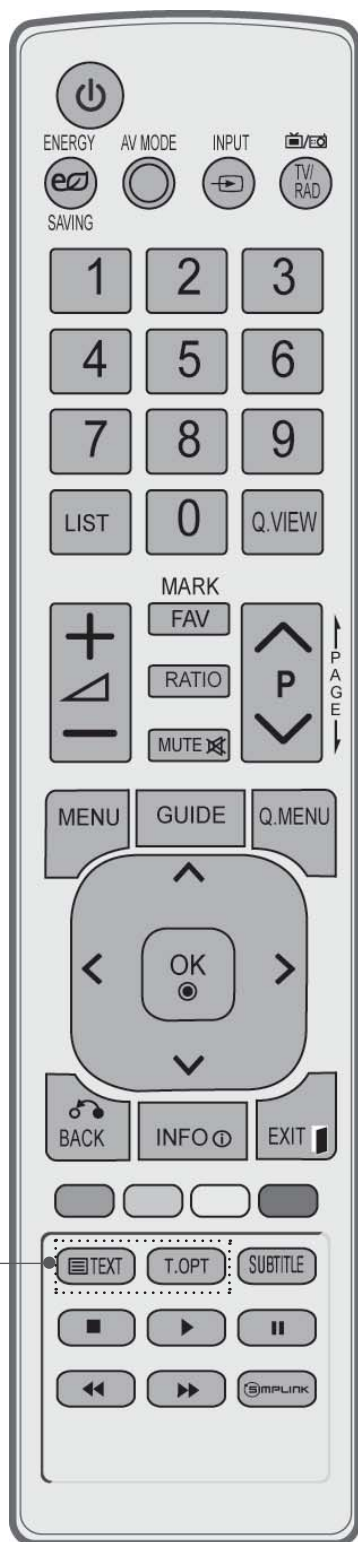 ENERGY AV MODE INPUT
TV/
RAD
SAVING
1 2 3
4 5 6
7 8 9
LIST 0 Q.VIEW
MARK
FAV
RATIO
P
PAGE
MUTE
MENU GUIDE Q.MENU
OK
BACK INFO i EXIT
TEXT T.OPT SUBTITLE
SIMPLINK